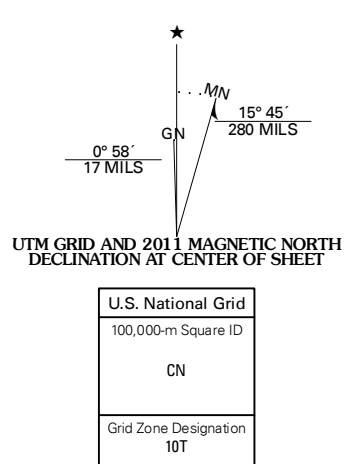 ★
MN
GN
15° 45´
280 MILS
0° 58´
17 MILS
UTM GRID AND 2011 MAGNETIC NORTH
DECLINATION AT CENTER OF SHEET
U.S. National Grid
100,000-m Square ID
CN
Grid Zone Designation
10T